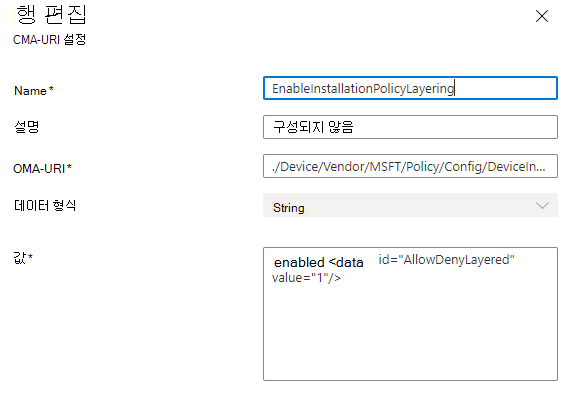 행 편집
CMA-URI 설정
Name*
EnableInstallationPolicyLayering
설명
구성되지 않음
OMA-URI*
./Device/Vendor/MSFT/Policy/Config/DeviceIn...
데이터 형식
String
값*
enabled <data id="AllowDenyLayered"
value="1"/>